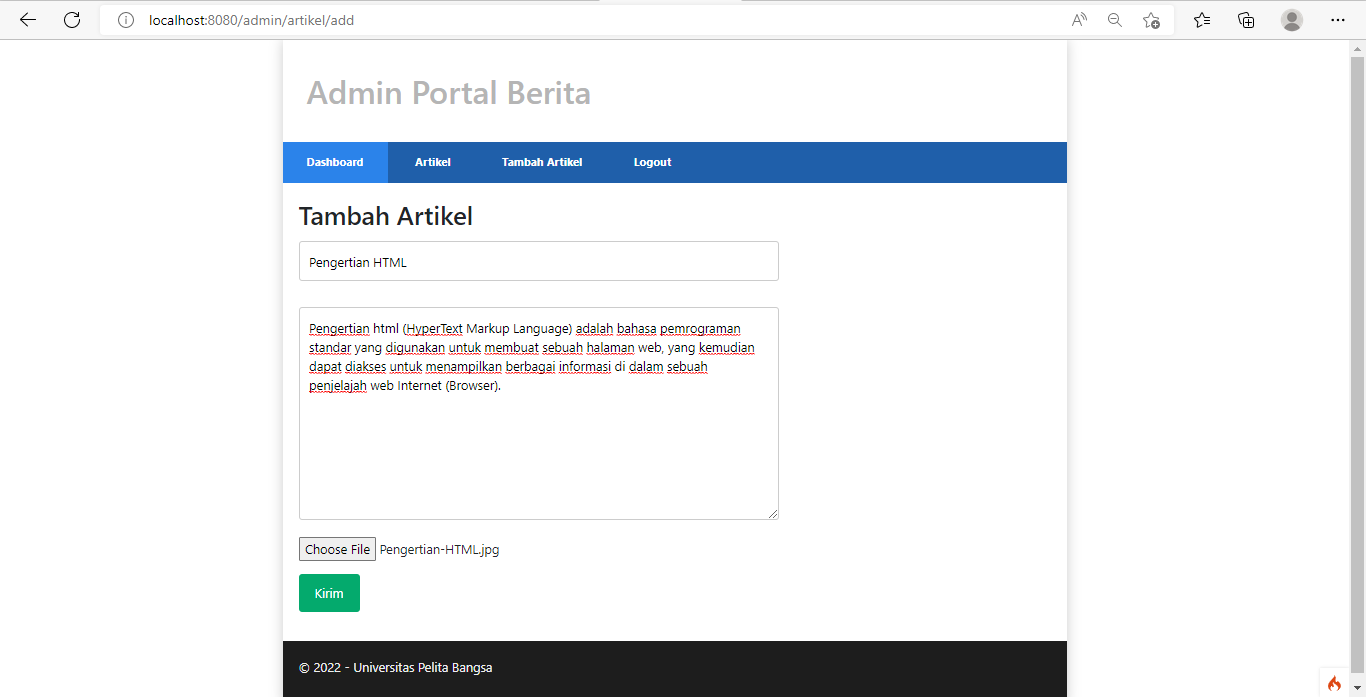 localhost:8080/admin/artikel/add
Admin Portal Berita
Dashboard Artikel Tambah Artikel Logout
Tambah Artikel
Pengertian HTML
Pengertian html (HyperText Markup Language) adalah bahasa pemrograman
standar yang digunakan untuk membuat sebuah halaman web, yang kemudian
dapat diakses untuk menampilkan berbagai informasi di dalam sebuah
penjelajah web Internet (Browser).
Choose File Pengertian-HTML.jpg
Kirim
© 2022 - Universitas Pelita Bangsa